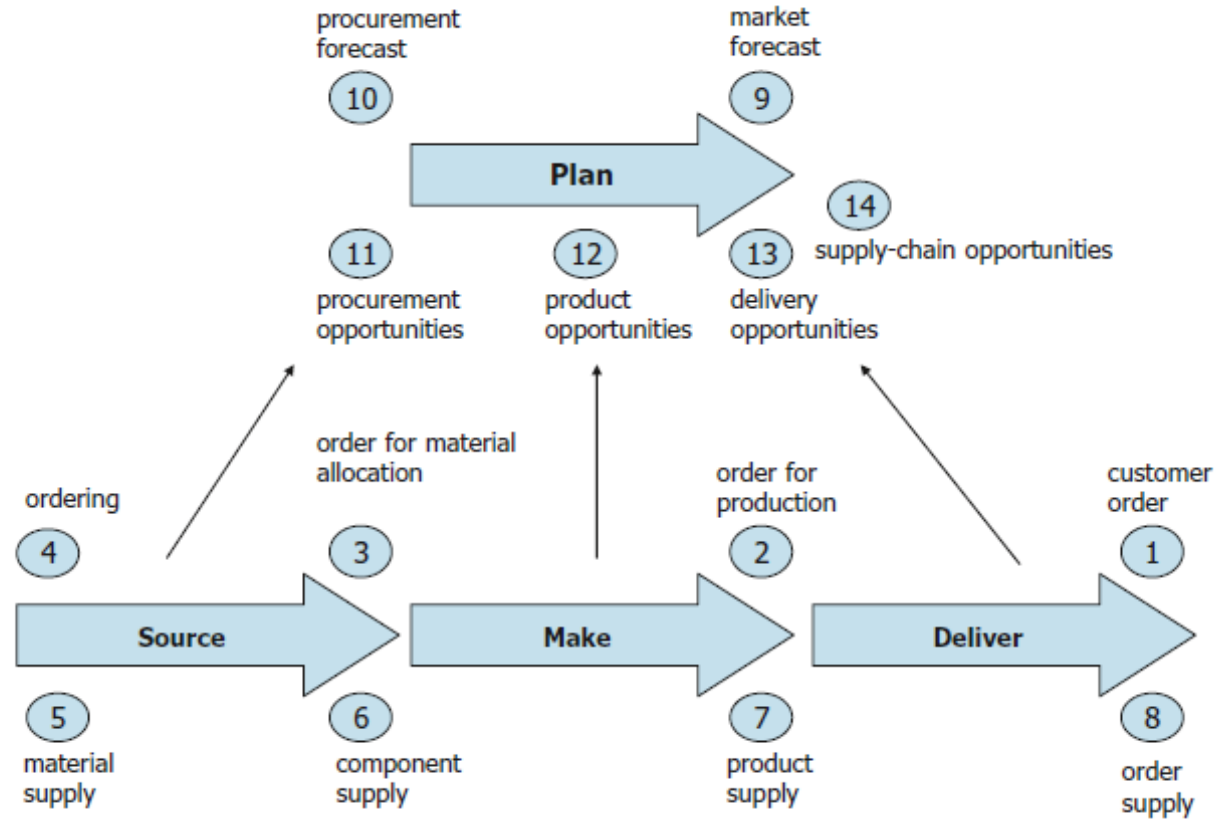 procurement
forecast
market
forecast
10
9
Plan
14
supply-chain opportunities
11
12
13
procurement
opportunities
product
opportunities
delivery
opportunities
order for material
allocation
ordering
order for
production
customer
order
4
3
2
1
Source
Make
Deliver
5
6
7
8
material
supply
component
supply
product
supply
order
supply